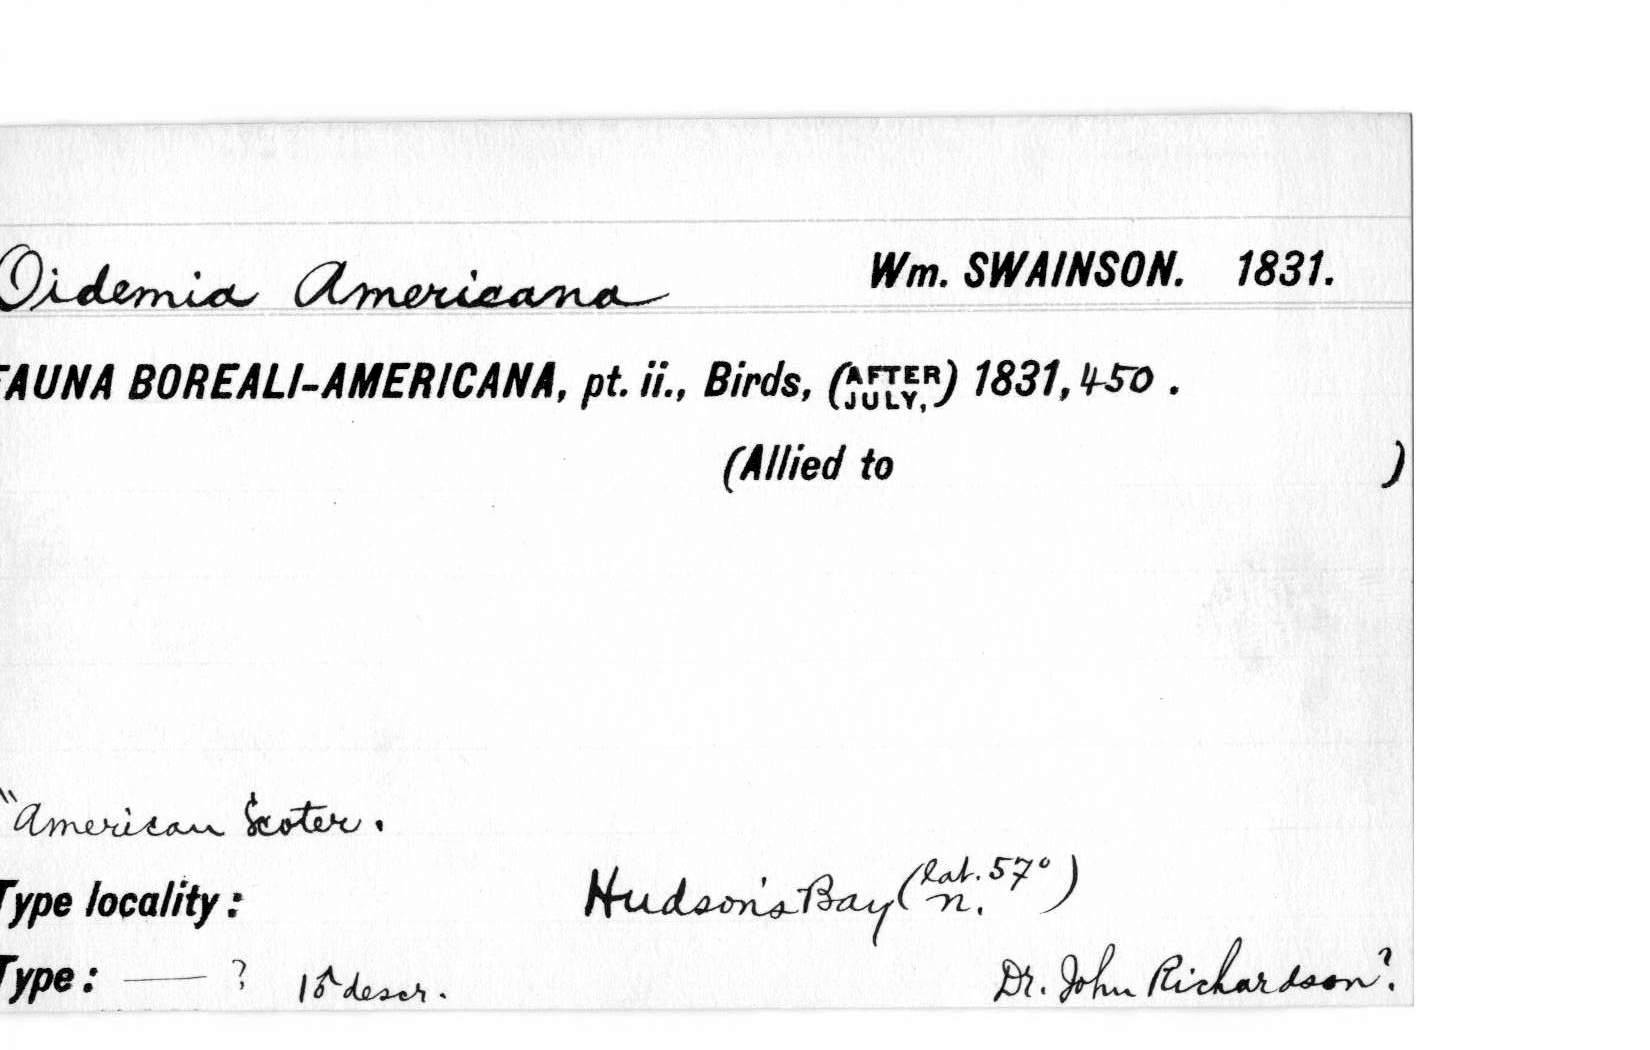 Oidemia Americana Wm. SWAINSON. 1831.
FAUNA BOREALI-AMERICANA, pt. ii., Birds, (AFTER JULY,) 1831, 450.
(Allied to )
"American Scoter.
Type locality: Hudson's Bay (lat. 57° n.)
Type: — ? 1♂ descr. Dr. John Richardson?